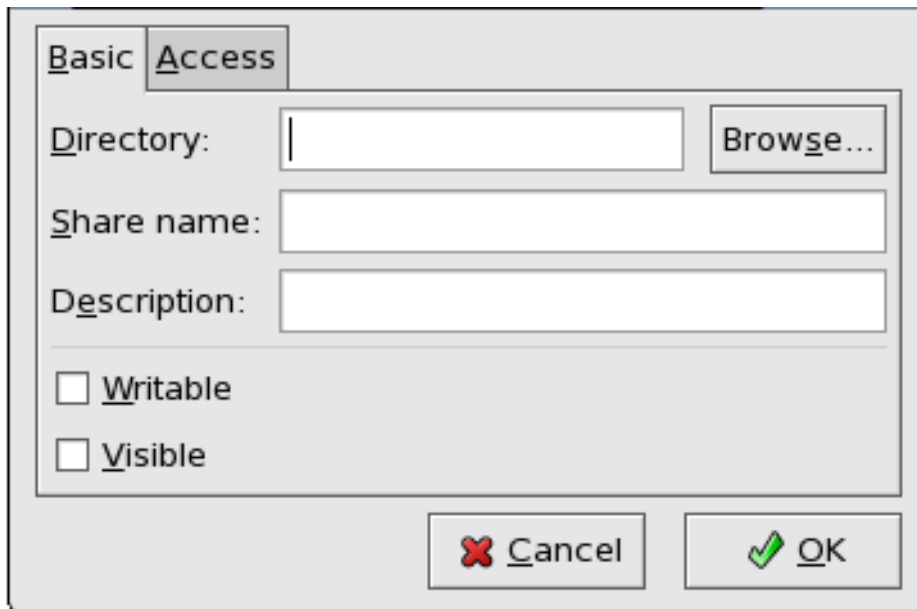 Basic Access
Directory: Browse...
Share name:
Description:
Writable
Visible
Cancel OK